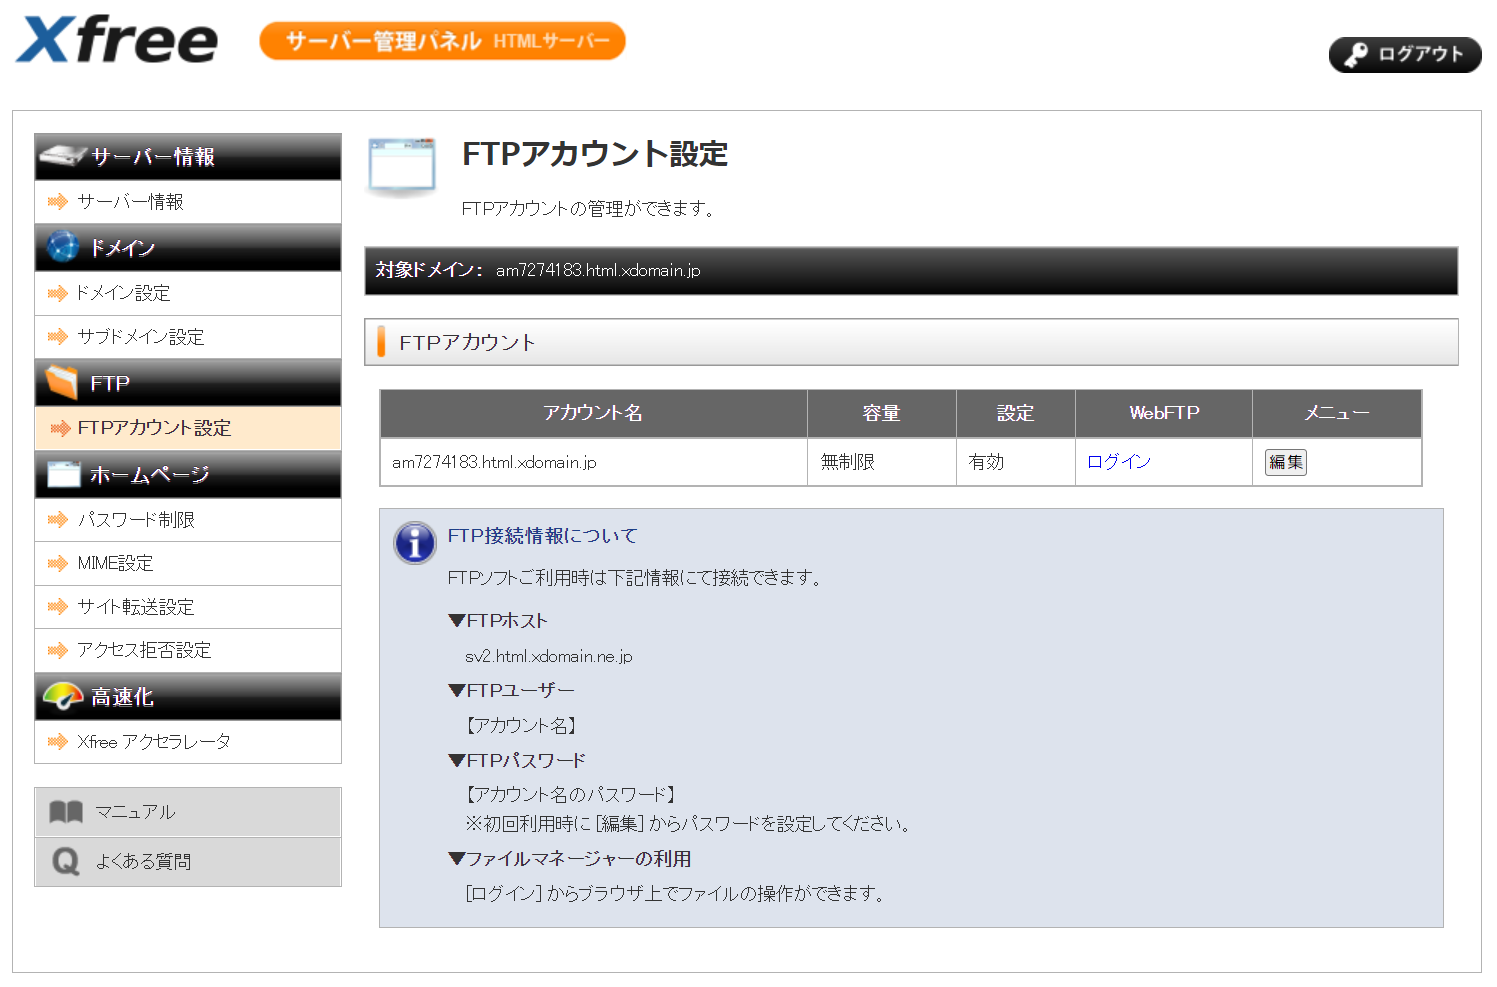 Xfree
サーバー管理パネル HTMLサーバー
ログアウト
サーバー情報
サーバー情報
ドメイン
ドメイン設定
サブドメイン設定
FTP
FTPアカウント設定
ホームページ
パスワード制限
MIME設定
サイト転送設定
アクセス拒否設定
高速化
Xfree アクセラレータ
マニュアル
よくある質問
FTPアカウント設定
FTPアカウントの管理ができます。
対象ドメイン： am7274183.html.xdomain.jp
FTPアカウント
アカウント名 容量 設定 WebFTP メニュー
am7274183.html.xdomain.jp 無制限 有効 ログイン 編集
FTP接続情報について
FTPソフトご利用時は下記情報にて接続できます。
▼FTPホスト
sv2.html.xdomain.ne.jp
▼FTPユーザー
【アカウント名】
▼FTPパスワード
【アカウント名のパスワード】
※初回利用時に［編集］からパスワードを設定してください。
▼ファイルマネージャーの利用
［ログイン］からブラウザ上でファイルの操作ができます。